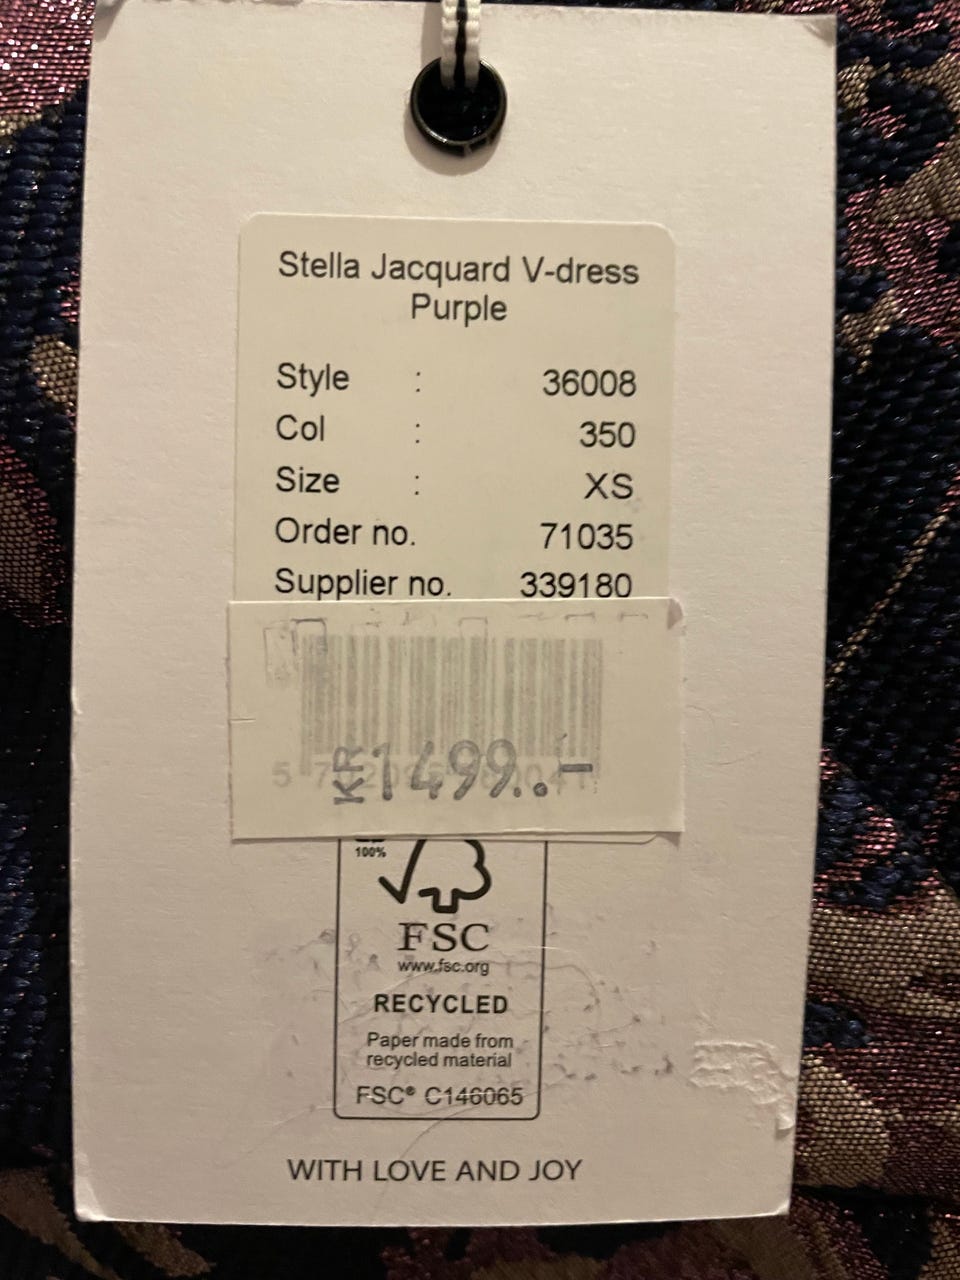 Stella Jacquard V-dress
Purple
Style : 36008
Col : 350
Size : XS
Order no. 71035
Supplier no. 339180
KR 1499..-
100%
FSC
www.fsc.org
RECYCLED
Paper made from
recycled material
FSC® C146065
WITH LOVE AND JOY